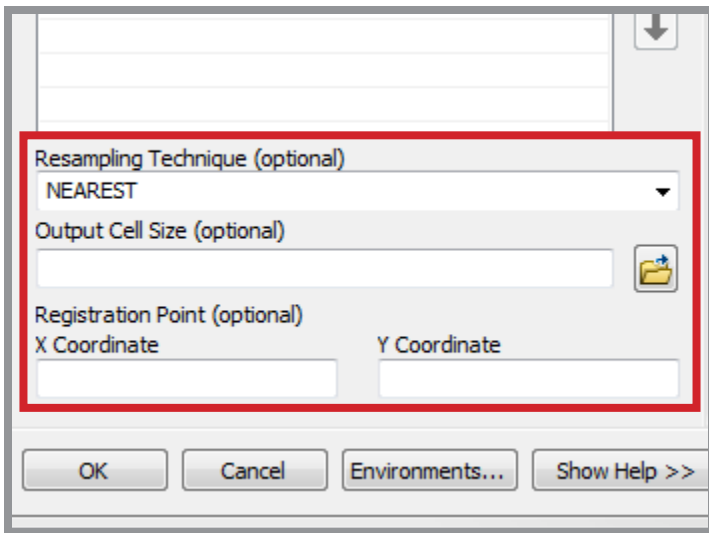 Resampling Technique (optional)
NEAREST
Output Cell Size (optional)
Registration Point (optional)
X Coordinate Y Coordinate
OK Cancel Environments... Show Help >>